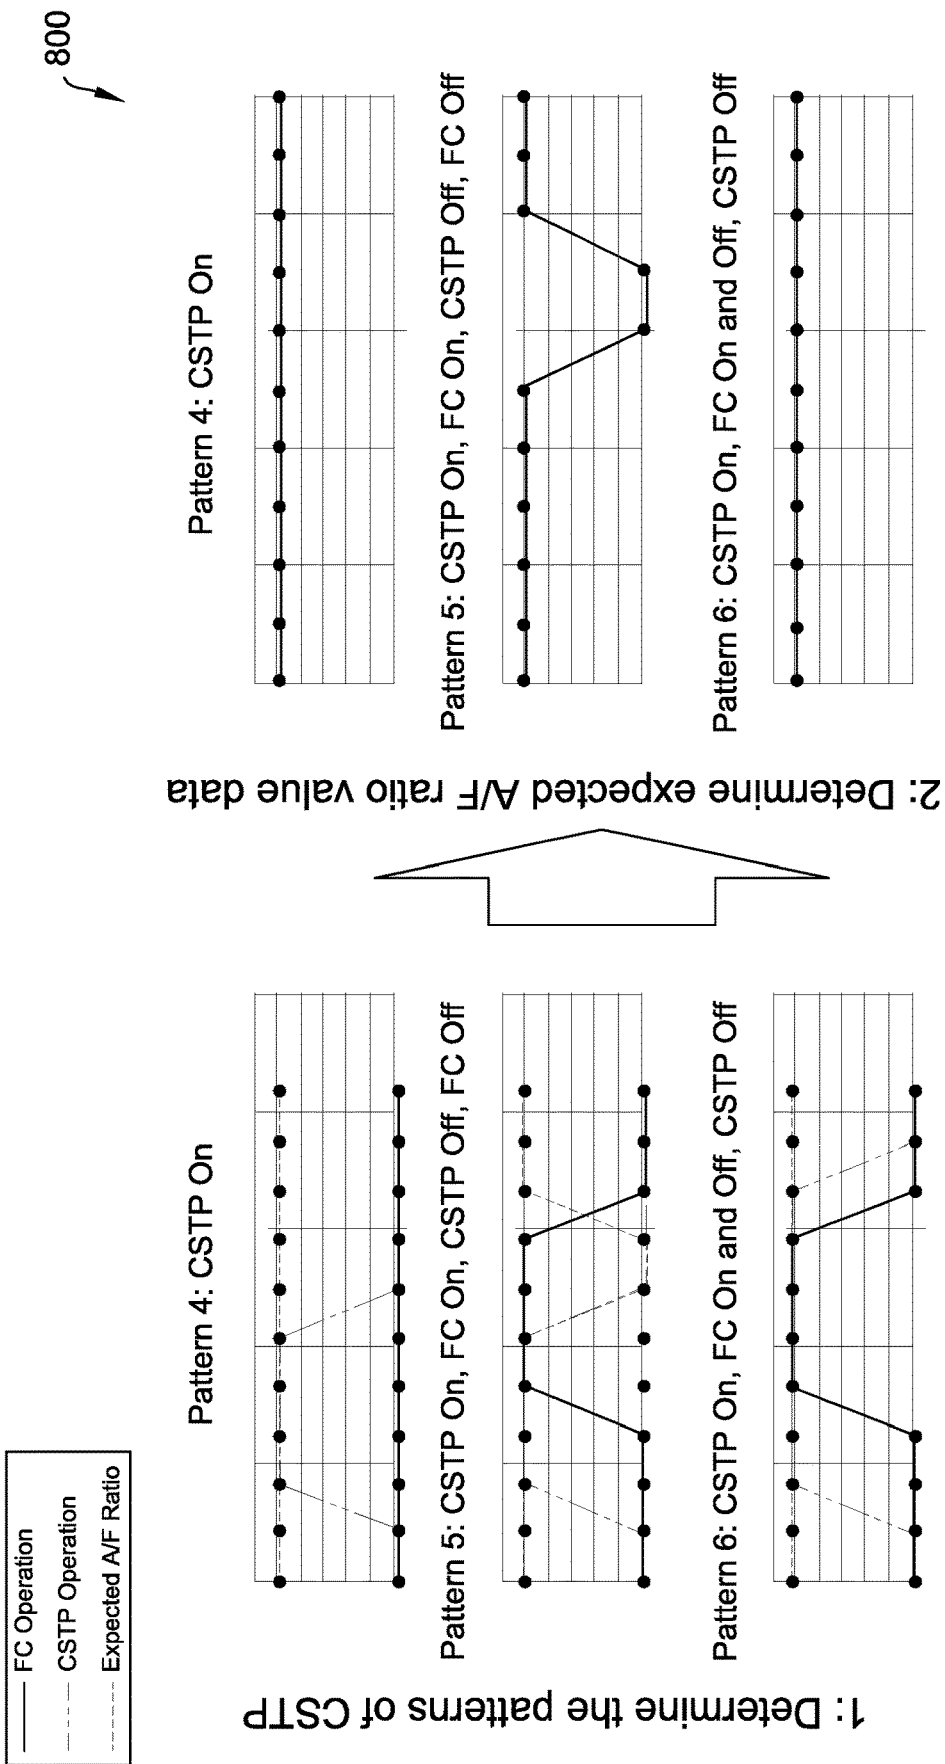 800
FC Operation
CSTP Operation
Expected A/F Ratio
1: Determine the patterns of CSTP
Pattern 4: CSTP On
Pattern 5: CSTP On, FC On, CSTP Off, FC Off
Pattern 6: CSTP On, FC On and Off, CSTP Off
2: Determine expected A/F ratio value data
Pattern 4: CSTP On
Pattern 5: CSTP On, FC On, CSTP Off, FC Off
Pattern 6: CSTP On, FC On and Off, CSTP Off